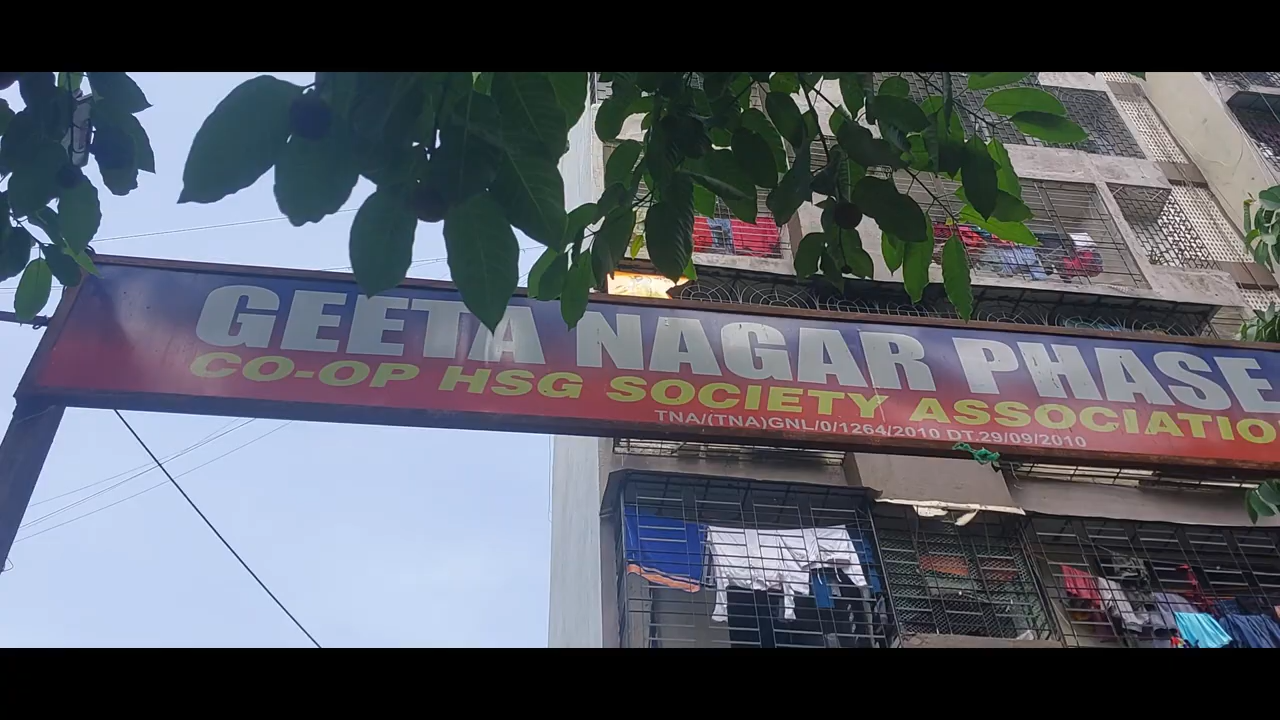 GEETA NAGAR PHASE
CO-OP HSG SOCIETY ASSOCIATIO
TNA/(TNA)GNL/0/1264/2010 DT.29/09/2010